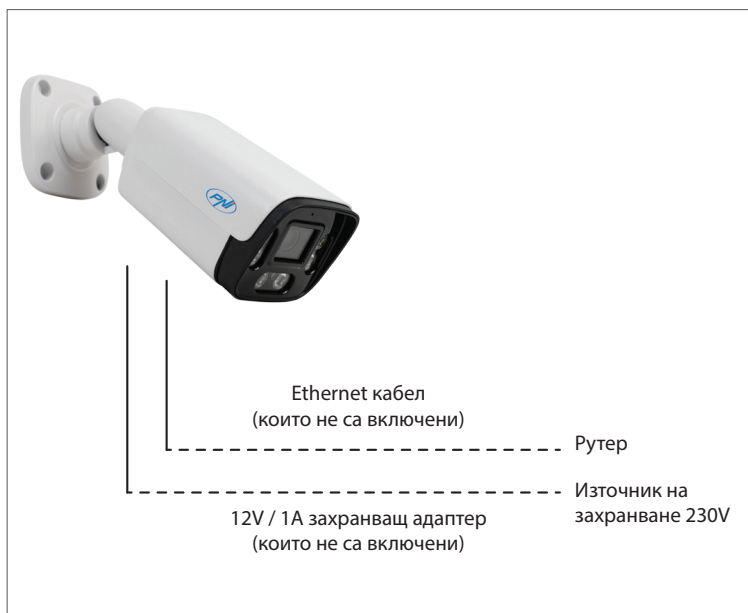 PNI
Ethernet кабел
(които не са включени)
Рутер
Източник на
захранване 230V
12V / 1A захранващ адаптер
(които не са включени)